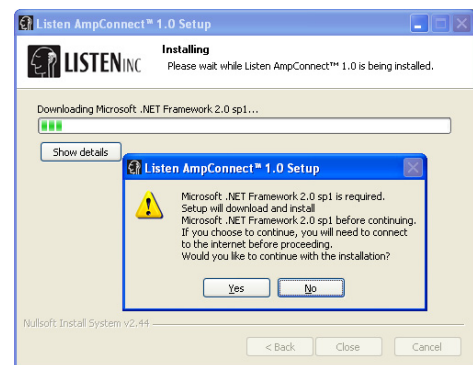 Listen AmpConnect™ 1.0 Setup
LISTENINC
Installing
Please wait while Listen AmpConnect™ 1.0 is being installed.
Downloading Microsoft .NET Framework 2.0 sp1...
Show details
Listen AmpConnect™ 1.0 Setup
Microsoft .NET Framework 2.0 sp1 is required.
Setup will download and install
Microsoft .NET Framework 2.0 sp1 before continuing.
If you choose to continue, you will need to connect
to the internet before proceeding.
Would you like to continue with the installation?
Yes
No
Nullsoft Install System v2.44
< Back
Close
Cancel